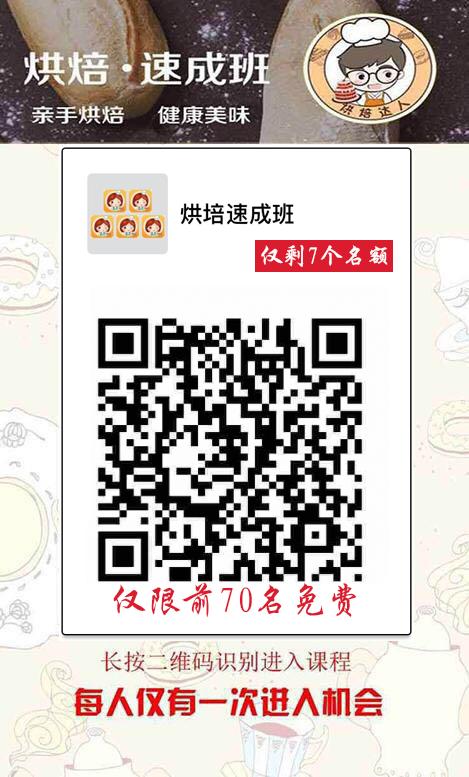 烘焙·速成班
亲手烘焙 健康美味
烘焙达人
烘培速成班
仅剩7个名额
仅限前70名免费
长按二维码识别进入课程
每人仅有一次进入机会